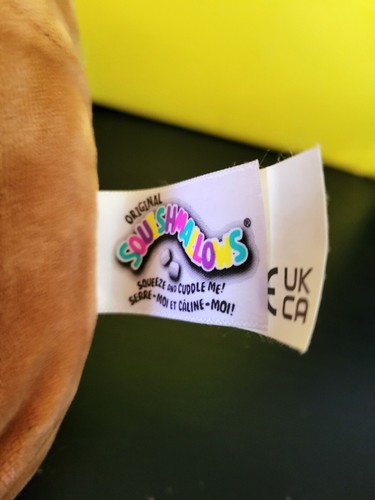 ORIGINAL
SQUISHMALLOWS®
SQUEEZE AND CUDDLE ME!
SERRE-MOI ET CÂLINE-MOI!
UK
CA